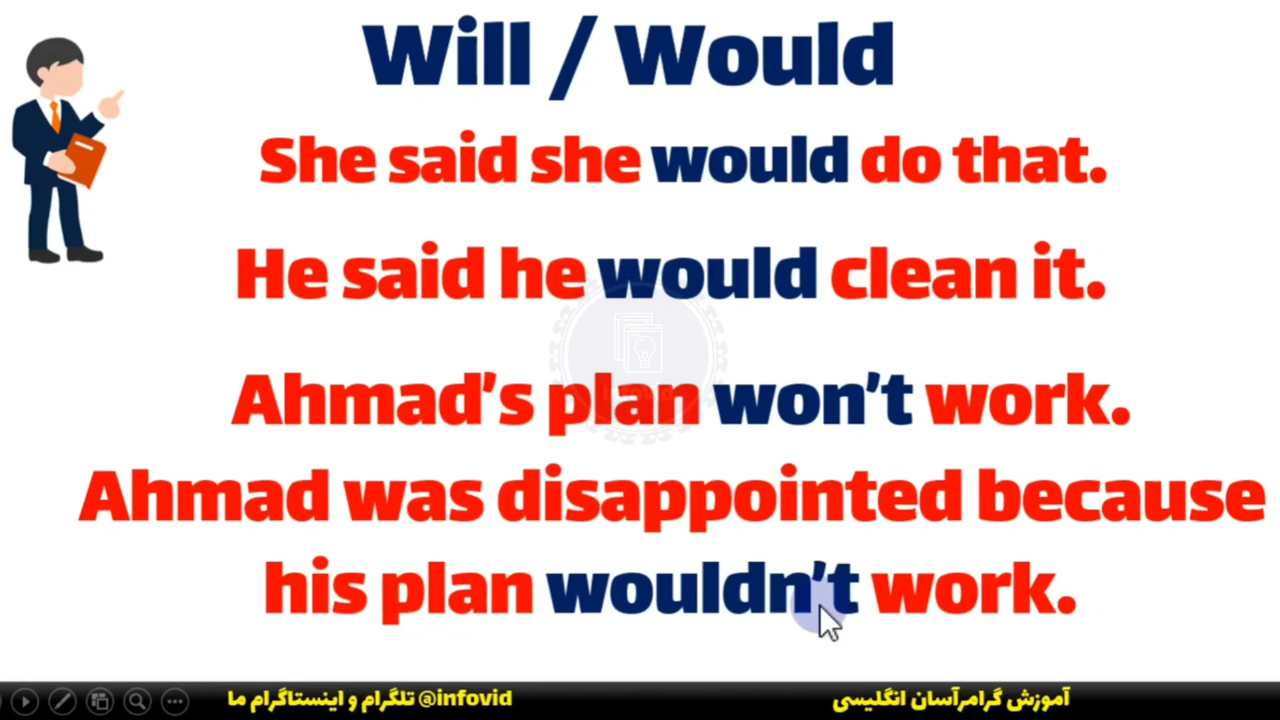 Will / Would
She said she would do that.
He said he would clean it.
Ahmad’s plan won’t work.
Ahmad was disappointed because
his plan wouldn’t work.
آموزش گرامرآسان انگلیسی
تلگرام و اینستاگرام ما @infovid